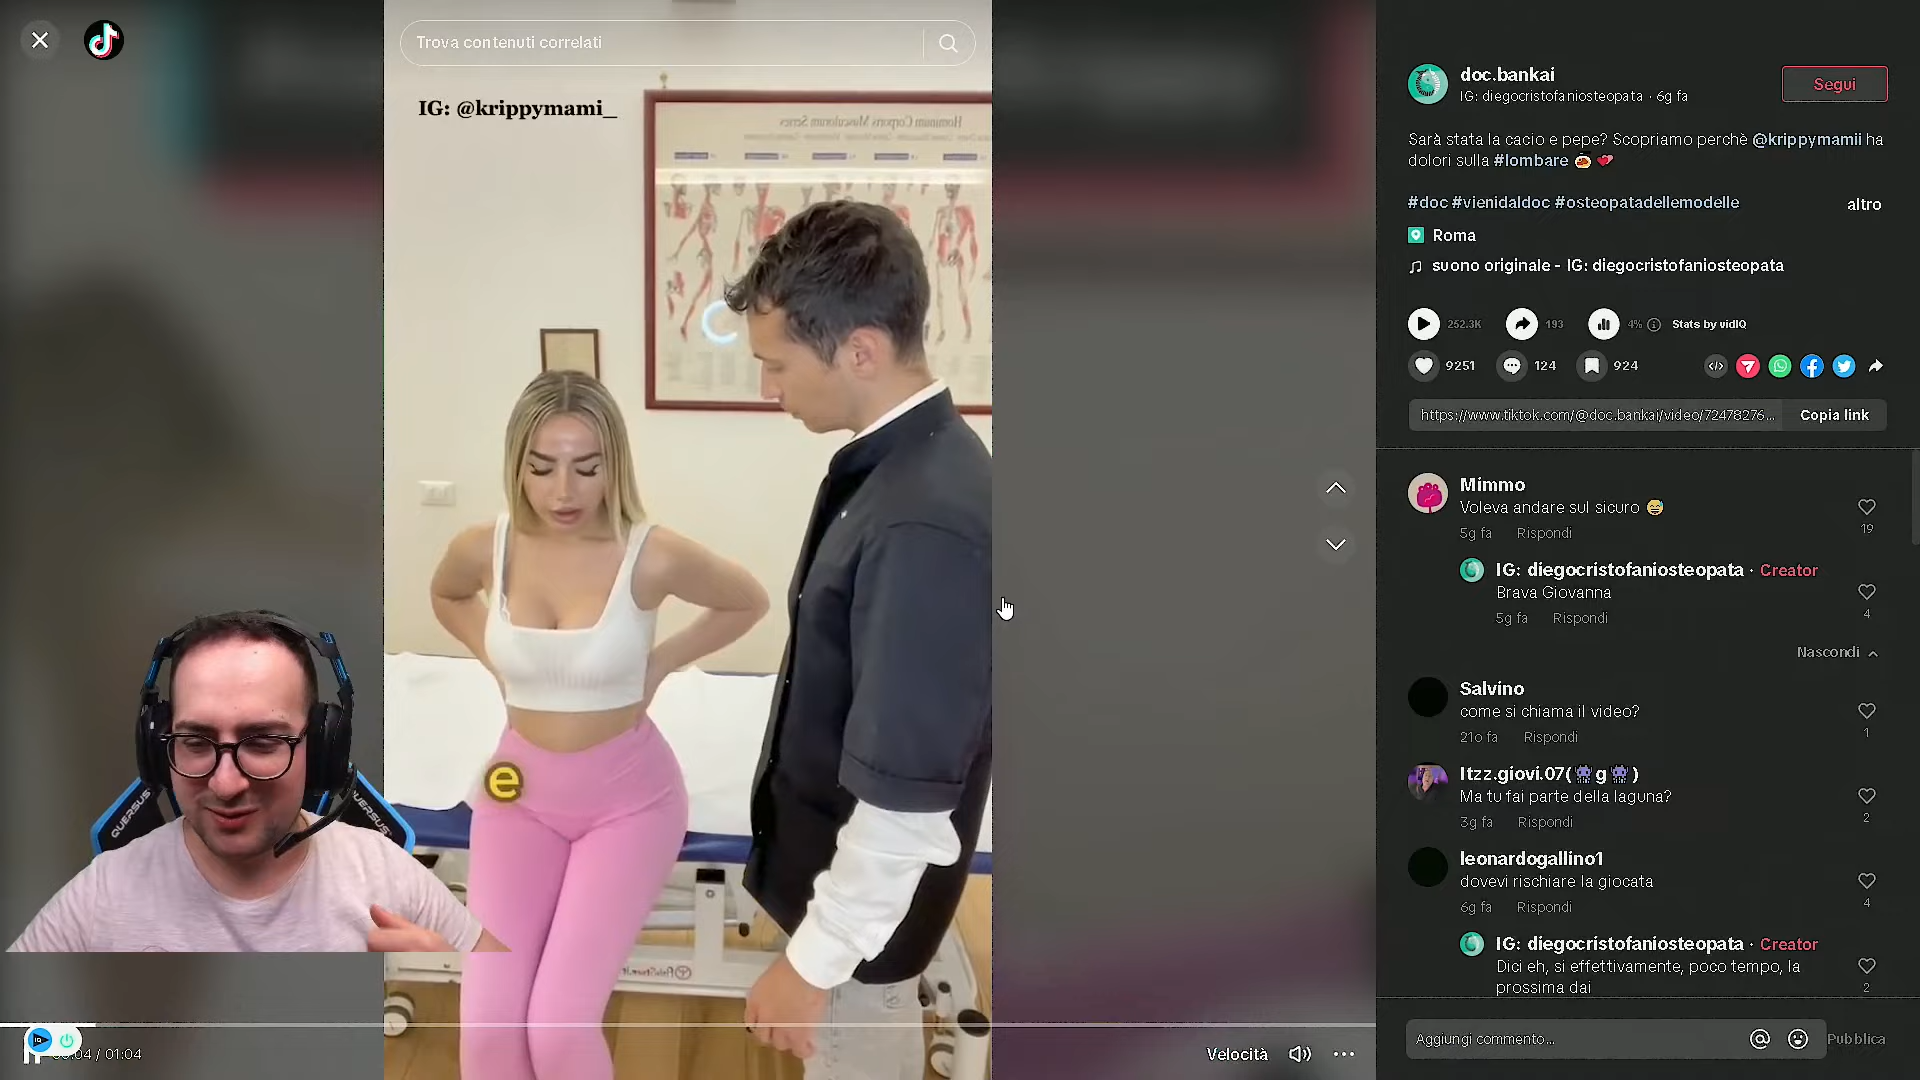 Trova contenuti correlati
IG: @krippymami_
Hominum Corporis Musculorum Series
e
QUERSUS
QUERSUS
/ 01:04
Velocità
doc.bankai
IG: diegocristofaniosteopata · 6g fa
Segui
Sarà stata la cacio e pepe? Scopriamo perchè @krippymamii ha
dolori sulla #lombare
#doc #vienidaldoc #osteopatadellemodelle
altro
Roma
suono originale - IG: diegocristofaniosteopata
252.3K
193
4%
Stats by vidIQ
9251
124
924
https://www.tiktok.com/@doc.bankai/video/72478276...
Copia link
Mimmo
Voleva andare sul sicuro 😅
19
5g fa Rispondi
IG: diegocristofaniosteopata · Creator
Brava Giovanna
4
5g fa Rispondi
Nascondi
Salvino
come si chiama il video?
1
21o fa Rispondi
Itzz.giovi.07(👾g👾)
Ma tu fai parte della laguna?
2
3g fa Rispondi
leonardogallino1
dovevi rischiare la giocata
4
6g fa Rispondi
IG: diegocristofaniosteopata · Creator
Dici eh, si effettivamente, poco tempo, la
prossima dai
2
Aggiungi commento...
Pubblica